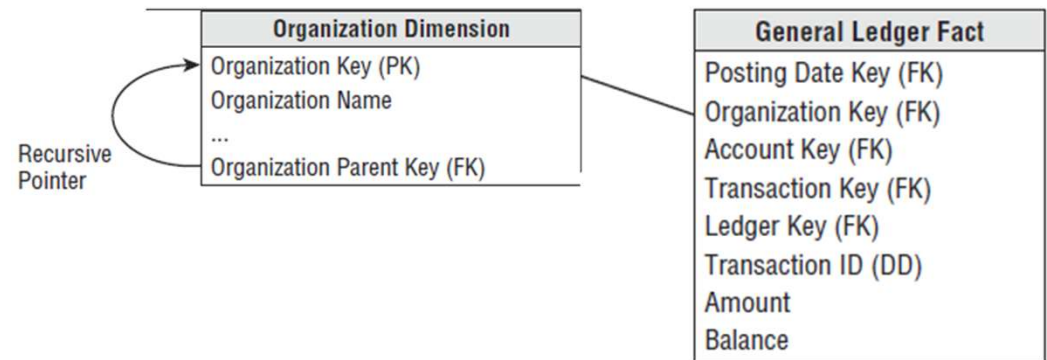 Organization Dimension
Organization Key (PK)
Organization Name
...
Organization Parent Key (FK)
Recursive
Pointer
General Ledger Fact
Posting Date Key (FK)
Organization Key (FK)
Account Key (FK)
Transaction Key (FK)
Ledger Key (FK)
Transaction ID (DD)
Amount
Balance